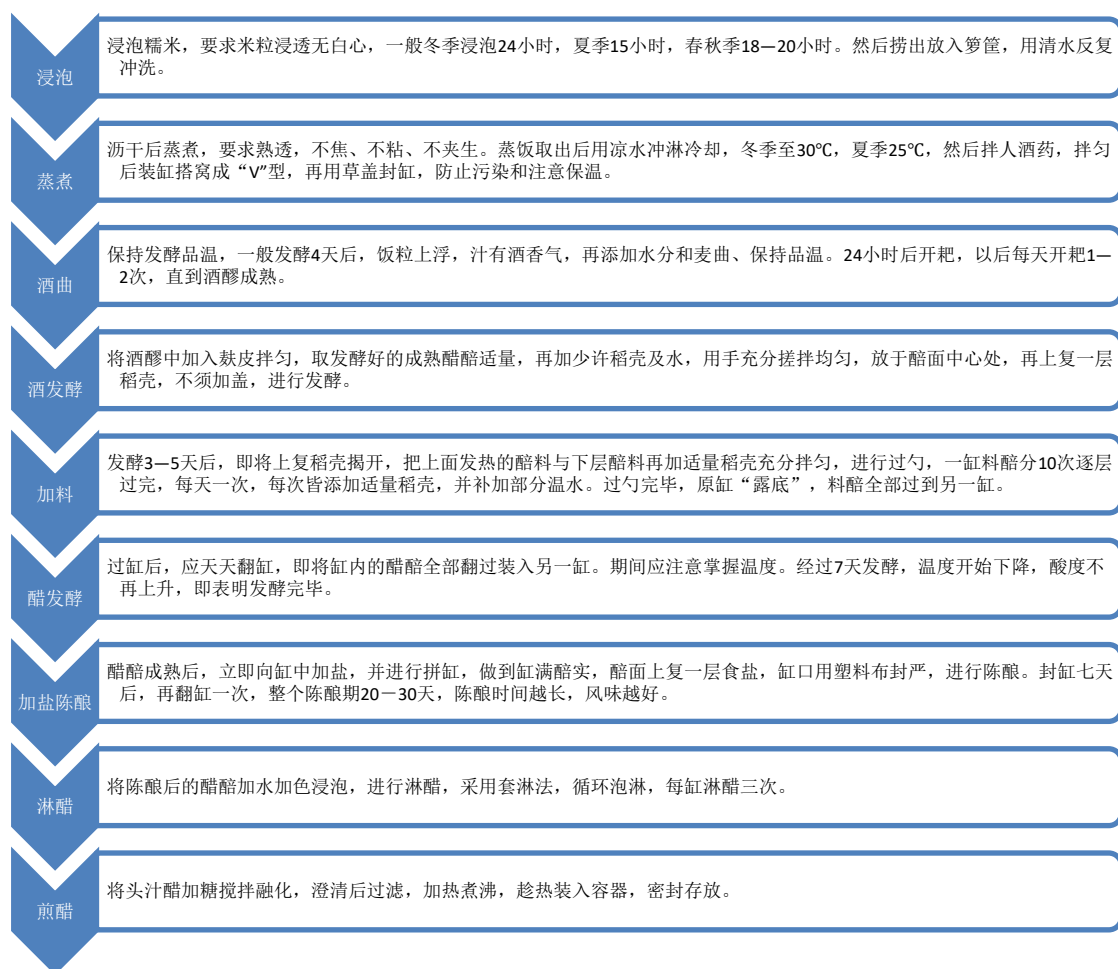 浸泡
浸泡糯米，要求米粒浸透无白心，一般冬季浸泡24小时，夏季15小时，春秋季18—20小时。然后捞出放入箩筐，用清水反复
冲洗。
蒸煮
沥干后蒸煮，要求熟透，不焦、不粘、不夹生。蒸饭取出后用凉水冲淋冷却，冬季至30℃，夏季25℃，然后拌人酒药，拌匀
后装缸搭窝成“V”型，再用草盖封缸，防止污染和注意保温。
酒曲
保持发酵品温，一般发酵4天后，饭粒上浮，汁有酒香气，再添加水分和麦曲、保持品温。24小时后开耙，以后每天开耙1—
2次，直到酒醪成熟。
酒发酵
将酒醪中加入麸皮拌匀，取发酵好的成熟醋醅适量，再加少许稻壳及水，用手充分搓拌均匀，放于醅面中心处，再上复一层
稻壳，不须加盖，进行发酵。
加料
发酵3—5天后，即将上复稻壳揭开，把上面发热的醅料与下层醅料再加适量稻壳充分拌匀，进行过勺，一缸料醅分10次逐层
过完，每天一次，每次皆添加适量稻壳，并补加部分温水。过勺完毕，原缸“露底”，料醅全部过到另一缸。
醋发酵
过缸后，应天天翻缸，即将缸内的醋醅全部翻过装入另一缸。期间应注意掌握温度。经过7天发酵，温度开始下降，酸度不
再上升，即表明发酵完毕。
加盐陈酿
醋醅成熟后，立即向缸中加盐，并进行拼缸，做到缸满醅实，醅面上复一层食盐，缸口用塑料布封严，进行陈酿。封缸七天
后，再翻缸一次，整个陈酿期20－30天，陈酿时间越长，风味越好。
淋醋
将陈酿后的醋醅加水加色浸泡，进行淋醋，采用套淋法，循环泡淋，每缸淋醋三次。
煎醋
将头汁醋加糖搅拌融化，澄清后过滤，加热煮沸，趁热装入容器，密封存放。